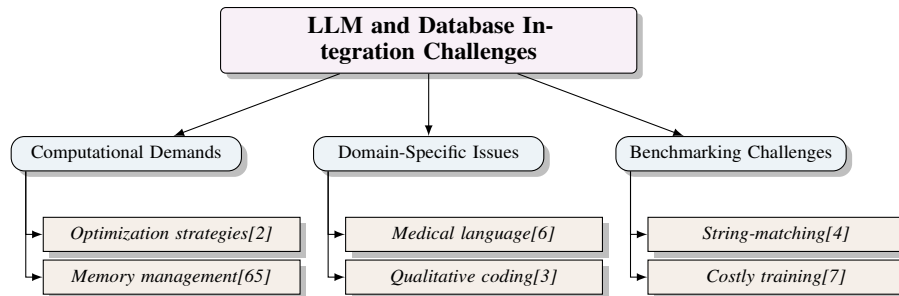 LLM and Database In-
tegration Challenges
Computational Demands
Domain-Specific Issues
Benchmarking Challenges
Optimization strategies[2]
Medical language[6]
String-matching[4]
Memory management[65]
Qualitative coding[3]
Costly training[7]